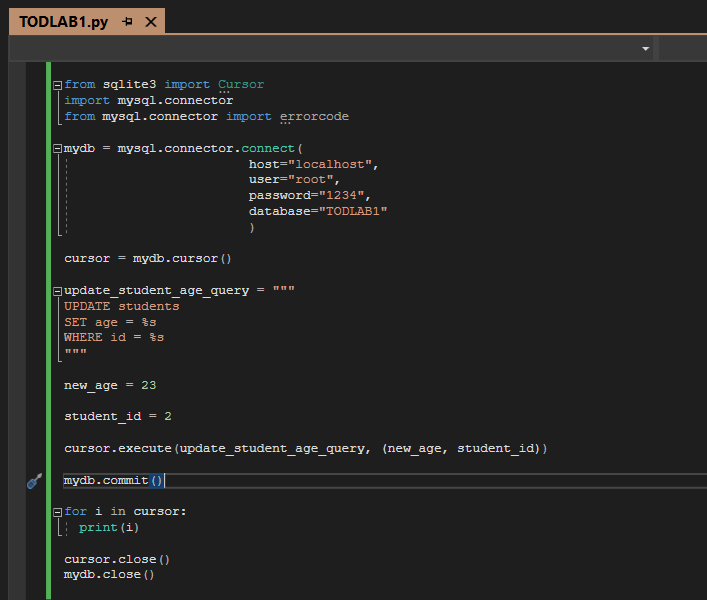 TODLAB1.py
from sqlite3 import Cursor
import mysql.connector
from mysql.connector import errorcode
mydb = mysql.connector.connect(
host="localhost",
user="root",
password="1234",
database="TODLAB1"
)
cursor = mydb.cursor()
update_student_age_query = """
UPDATE students
SET age = %s
WHERE id = %s
"""
new_age = 23
student_id = 2
cursor.execute(update_student_age_query, (new_age, student_id))
mydb.commit()
for i in cursor:
print(i)
cursor.close()
mydb.close()